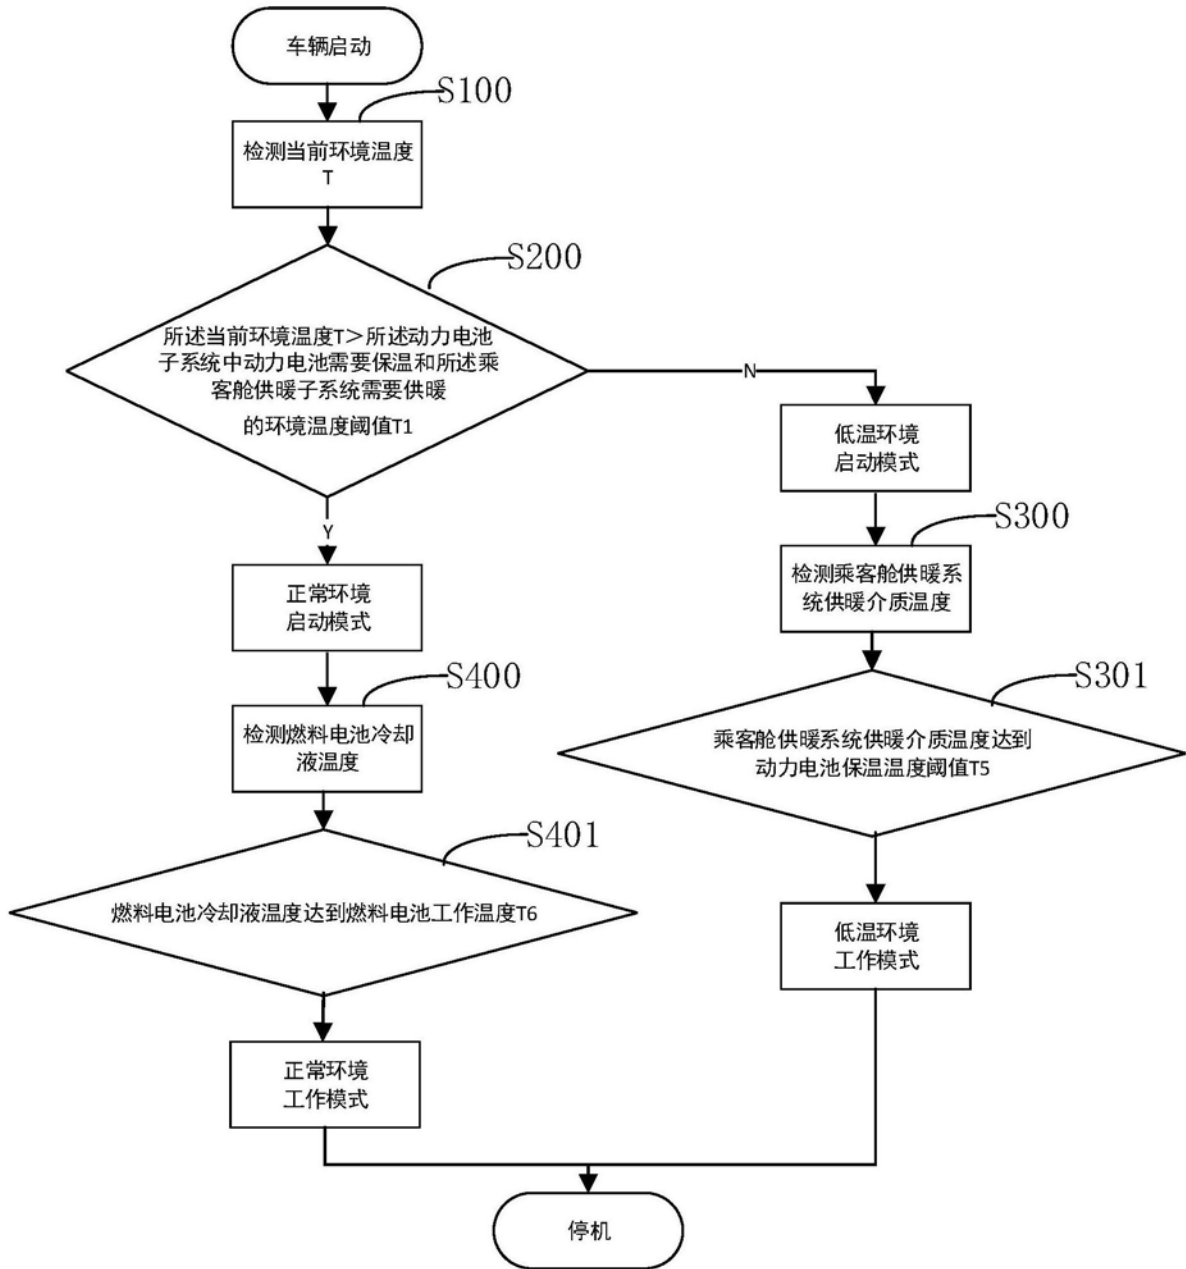 车辆启动
S100
检测当前环境温度
T
S200
所述当前环境温度T＞所述动力电池
子系统中动力电池需要保温和所述乘
客舱供暖子系统需要供暖
的环境温度阈值T1
N
低温环境
启动模式
Y
S300
正常环境
启动模式
检测乘客舱供暖系
统供暖介质温度
S400
S301
检测燃料电池冷却
液温度
乘客舱供暖系统供暖介质温度达到
动力电池保温温度阈值T5
S401
燃料电池冷却液温度达到燃料电池工作温度T6
低温环境
工作模式
正常环境
工作模式
停机